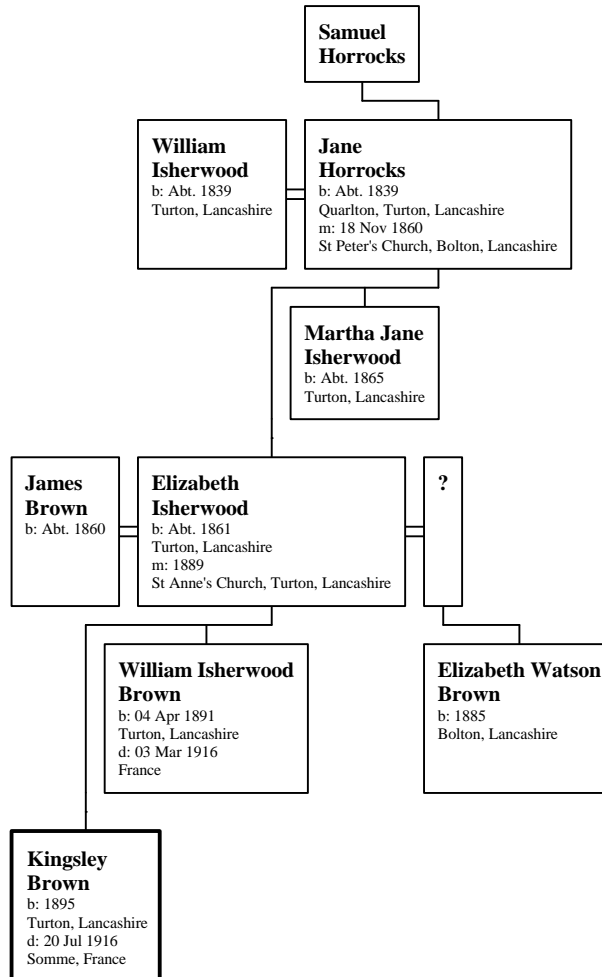 Samuel
Horrocks
William
Isherwood
b: Abt. 1839
Turton, Lancashire
Jane
Horrocks
b: Abt. 1839
Quarlton, Turton, Lancashire
m: 18 Nov 1860
St Peter's Church, Bolton, Lancashire
Martha Jane
Isherwood
b: Abt. 1865
Turton, Lancashire
James
Brown
b: Abt. 1860
Elizabeth
Isherwood
b: Abt. 1861
Turton, Lancashire
m: 1889
St Anne's Church, Turton, Lancashire
?
William Isherwood
Brown
b: 04 Apr 1891
Turton, Lancashire
d: 03 Mar 1916
France
Elizabeth Watson
Brown
b: 1885
Bolton, Lancashire
Kingsley
Brown
b: 1895
Turton, Lancashire
d: 20 Jul 1916
Somme, France